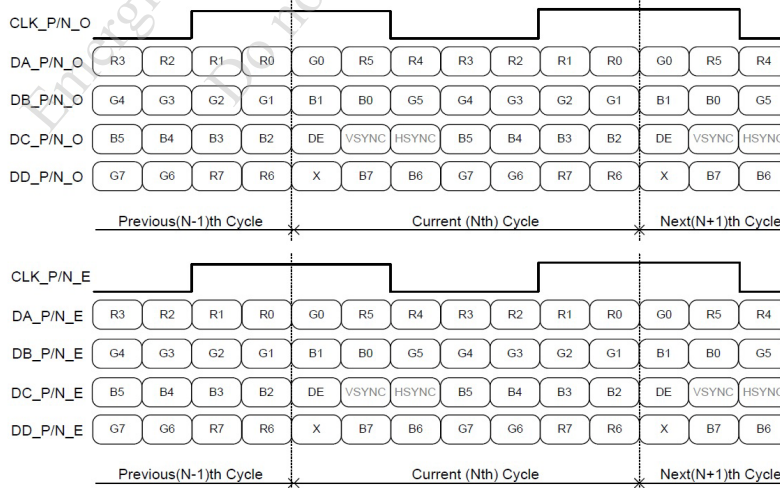 CLK_P/N_O
DA_P/N_O R3 R2 R1 R0 G0 R5 R4 R3 R2 R1 R0 G0 R5 R4
DB_P/N_O G4 G3 G2 G1 B1 B0 G5 G4 G3 G2 G1 B1 B0 G5
DC_P/N_O B5 B4 B3 B2 DE VSYNC HSYNC B5 B4 B3 B2 DE VSYNC HSYNC
DD_P/N_O G7 G6 R7 R6 X B7 B6 G7 G6 R7 R6 X B7 B6
Previous(N-1)th Cycle Current (Nth) Cycle Next(N+1)th Cycle
CLK_P/N_E
DA_P/N_E R3 R2 R1 R0 G0 R5 R4 R3 R2 R1 R0 G0 R5 R4
DB_P/N_E G4 G3 G2 G1 B1 B0 G5 G4 G3 G2 G1 B1 B0 G5
DC_P/N_E B5 B4 B3 B2 DE VSYNC HSYNC B5 B4 B3 B2 DE VSYNC HSYNC
DD_P/N_E G7 G6 R7 R6 X B7 B6 G7 G6 R7 R6 X B7 B6
Previous(N-1)th Cycle Current (Nth) Cycle Next(N+1)th Cycle